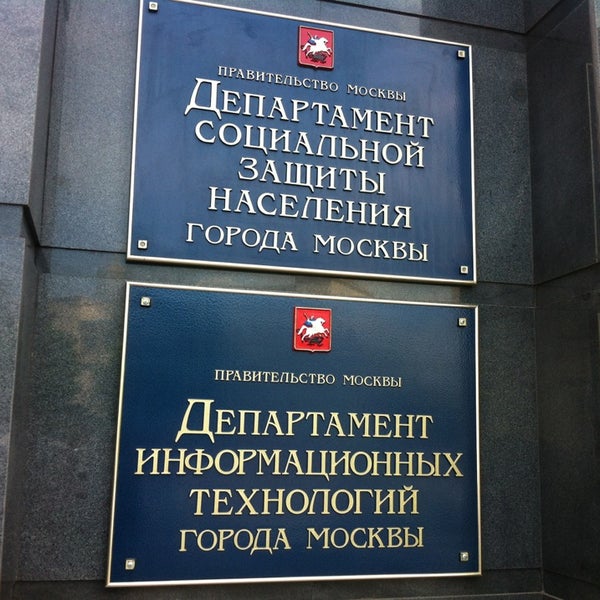 ПРАВИТЕЛЬСТВО МОСКВЫ
ДЕПАРТАМЕНТ
СОЦИАЛЬНОЙ
ЗАЩИТЫ
НАСЕЛЕНИЯ
ГОРОДА МОСКВЫ
ПРАВИТЕЛЬСТВО МОСКВЫ
ДЕПАРТАМЕНТ
ИНФОРМАЦИОННЫХ
ТЕХНОЛОГИЙ
ГОРОДА МОСКВЫ